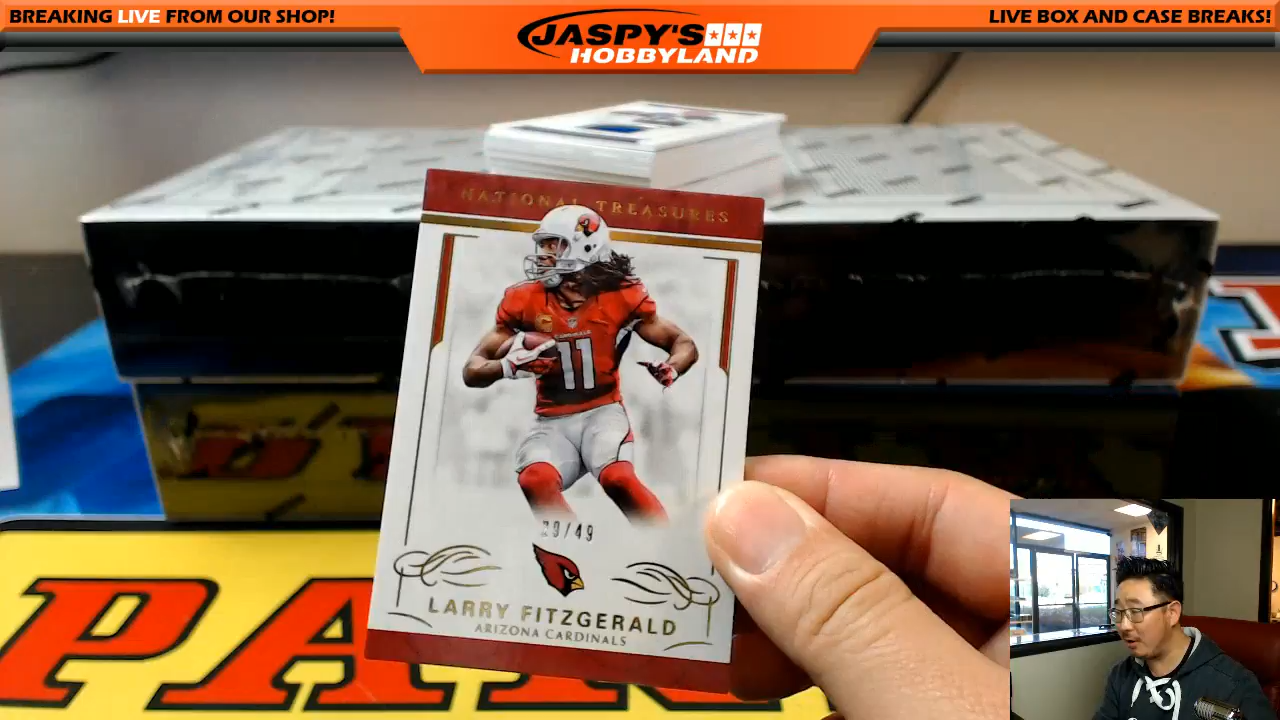 BREAKING LIVE FROM OUR SHOP!
JASPY'S
HOBBYLAND
LIVE BOX AND CASE BREAKS!
NATIONAL TREASURES
11
29/49
LARRY FITZGERALD
ARIZONA CARDINALS